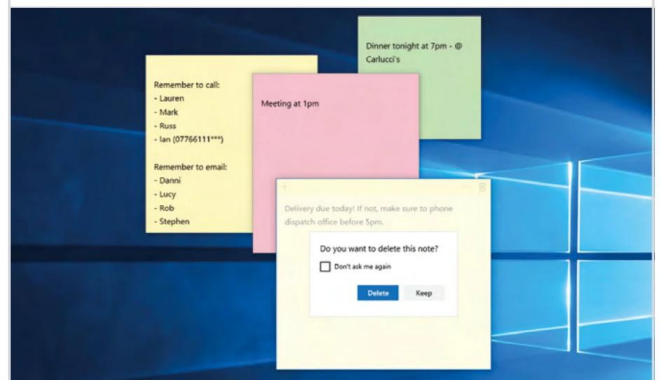 Remember to call:
- Lauren
- Mark
- Russ
- Ian (07766111***)
Remember to email:
- Danni
- Lucy
- Rob
- Stephen
Meeting at 1pm
Dinner tonight at 7pm - @
Carlucci's
Delivery due today! If not, make sure to phone
dispatch office before 5pm.
Do you want to delete this note?
Don't ask me again
Delete Keep